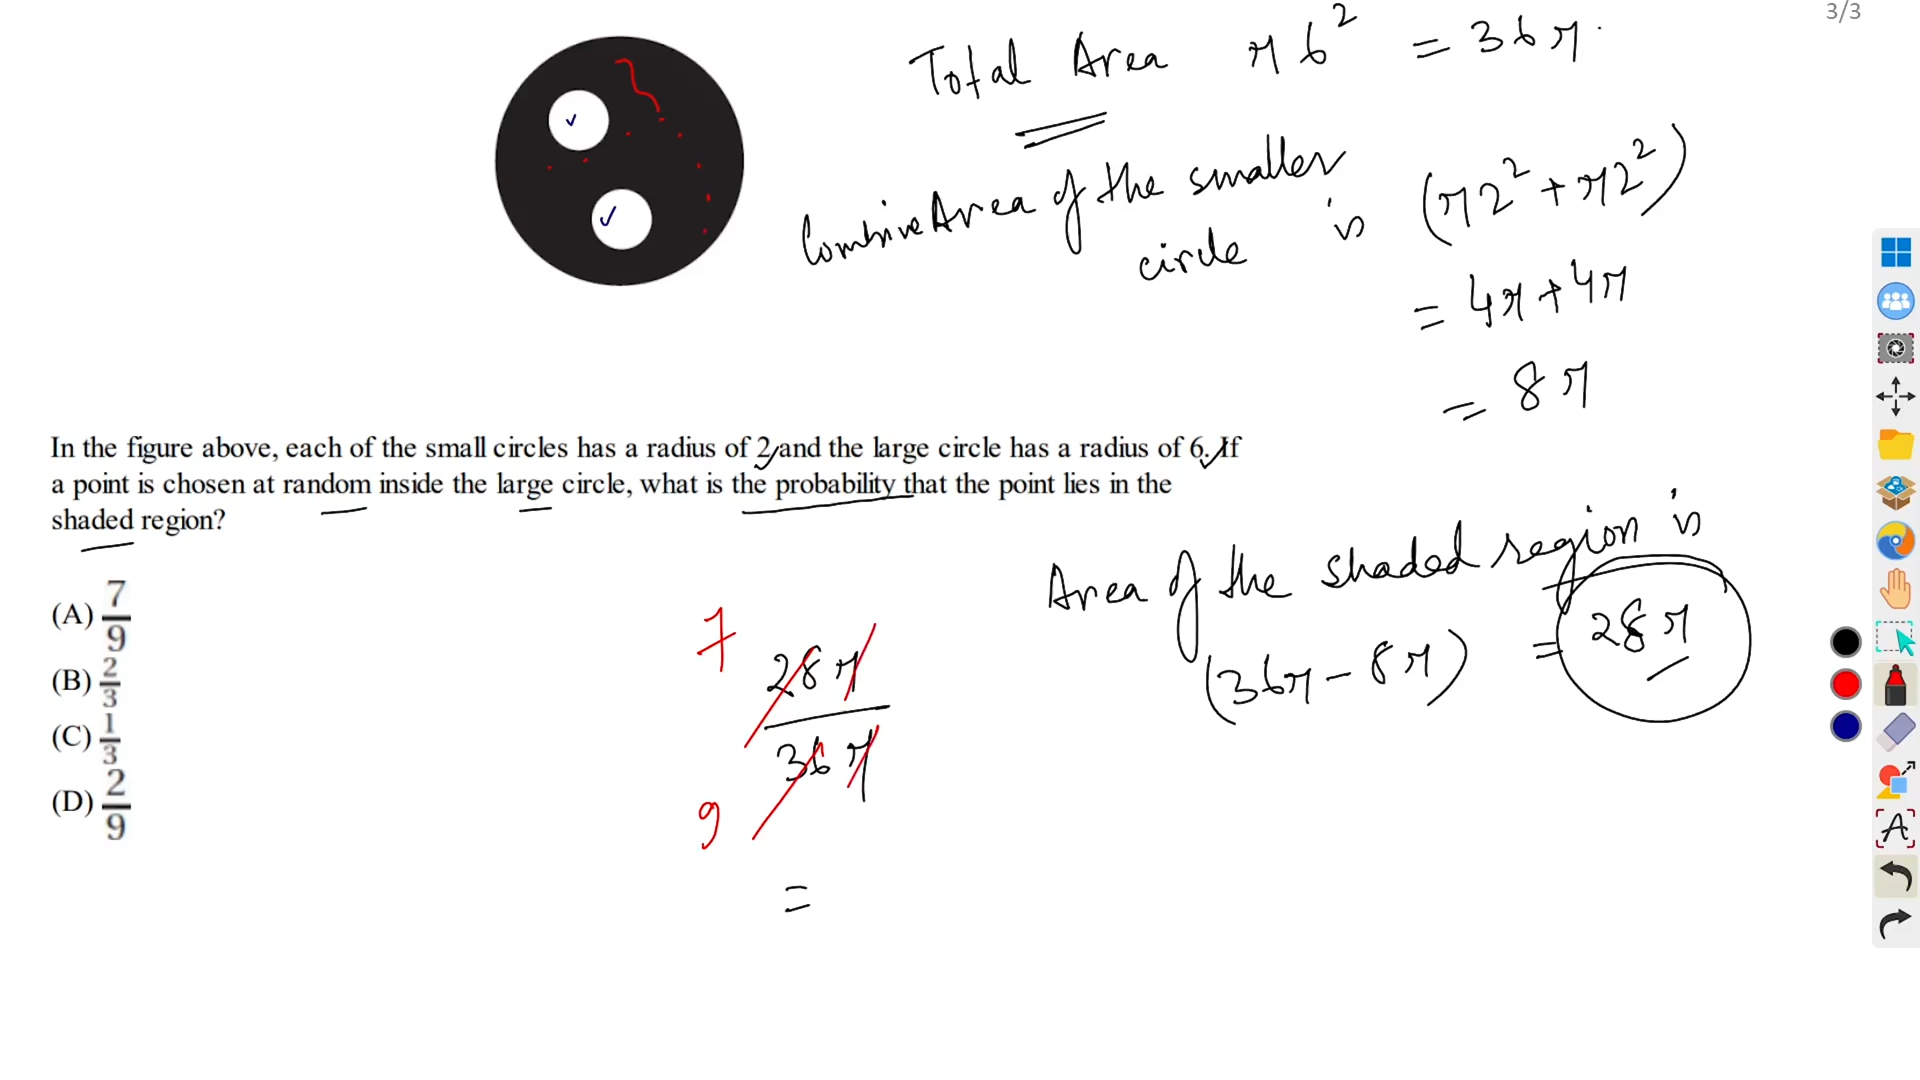 3/3
Total Area π6² = 36π.
Combine Area of the smaller
circle is (π2² + π2²)
= 4π + 4π
= 8π
In the figure above, each of the small circles has a radius of 2 and the large circle has a radius of 6. If
a point is chosen at random inside the large circle, what is the probability that the point lies in the
shaded region?
(A) 7/9
(B) 2/3
(C) 1/3
(D) 2/9
Area of the shaded region is
(36π - 8π) = 28π
7
28π
36π
9
=
A